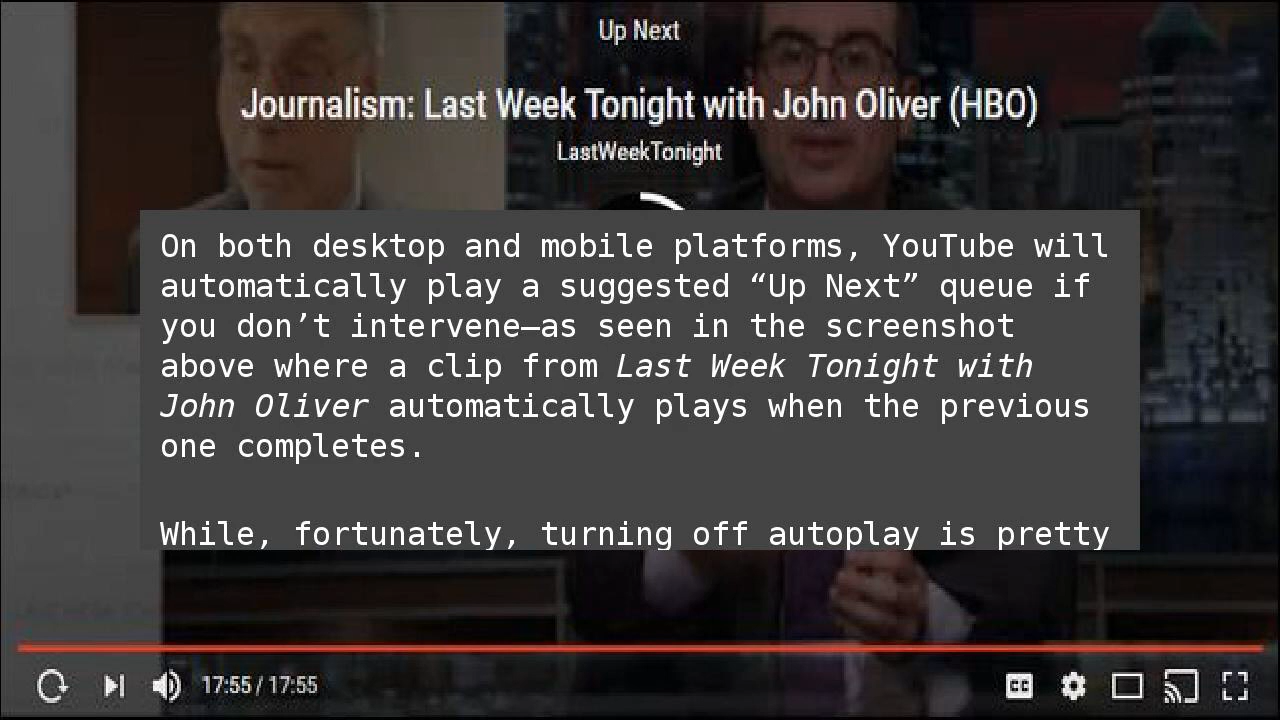 Up Next
Journalism: Last Week Tonight with John Oliver (HBO)
LastWeekTonight
On both desktop and mobile platforms, YouTube will
automatically play a suggested “Up Next” queue if
you don’t intervene—as seen in the screenshot
above where a clip from Last Week Tonight with
John Oliver automatically plays when the previous
one completes.
While, fortunately, turning off autoplay is pretty
17:55 / 17:55
CC